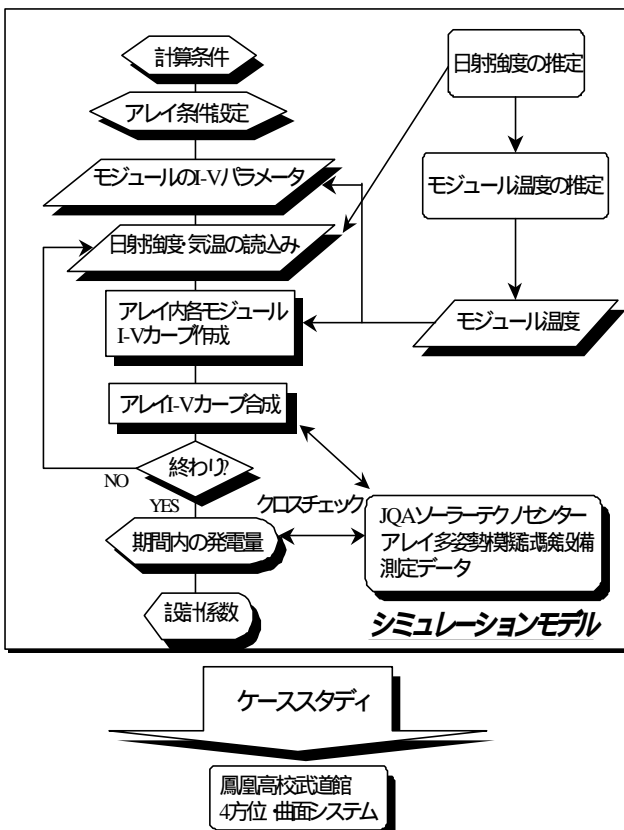 計算条件
アレイ条件設定
モジュールのI-Vパラメータ
日射強度・気温の読込み
アレイ内各モジュール
I-Vカーブ作成
アレイI-Vカーブ合成
終わり?
NO
YES
期間内の発電量
設計係数
日射強度の推定
モジュール温度の推定
モジュール温度
クロスチェック
JQAソーラーテクノセンター
アレイ多姿勢模擬試験設備
測定データ
シミュレーションモデル
ケーススタディ
鳳凰高校武道館
4方位・曲面システム